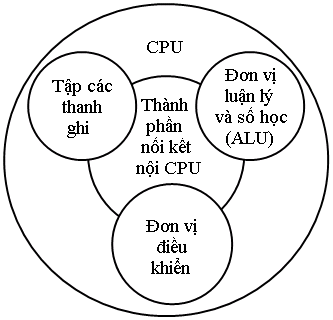 CPU
Tập các
thanh
ghi
Đơn vị
luận lý
và số học
(ALU)
Thành
phần
nối kết
nội CPU
Đơn vị
điều
khiển